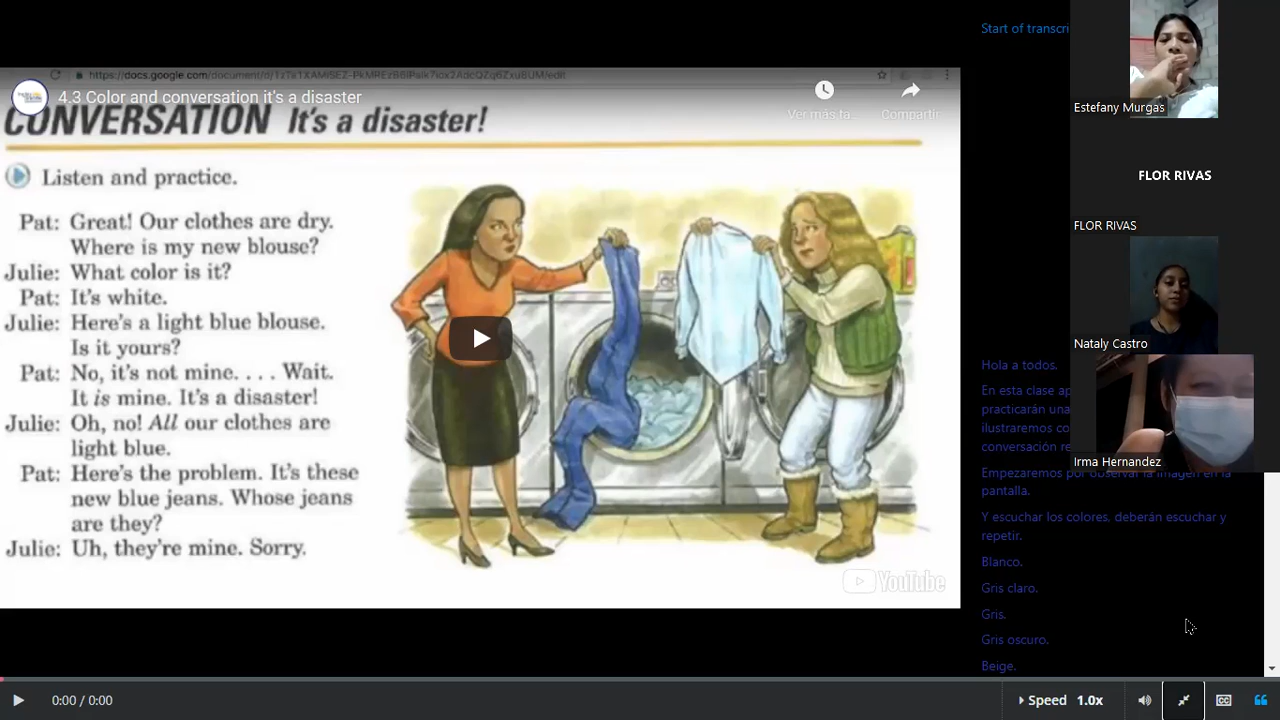 Start of transcri
https://docs.google.com/document/d/
4.3 Color and conversation it's a disaster
Ver más ta...
Compartir
CONVERSATION It's a disaster!
Listen and practice.
Pat: Great! Our clothes are dry.
Where is my new blouse?
Julie: What color is it?
Pat: It's white.
Julie: Here's a light blue blouse.
Is it yours?
Pat: No, it's not mine. . . . Wait.
It is mine. It's a disaster!
Julie: Oh, no! All our clothes are
light blue.
Pat: Here's the problem. It's these
new blue jeans. Whose jeans
are they?
Julie: Uh, they're mine. Sorry.
YouTube
Estefany Murgas
FLOR RIVAS
FLOR RIVAS
Nataly Castro
Irma Hernandez
Hola a todos.
En esta clase ap
practicarán una
ilustraremos co
conversación re
Empezaremos por observar la imagen en la
pantalla.
Y escuchar los colores, deberán escuchar y
repetir.
Blanco.
Gris claro.
Gris.
Gris oscuro.
Beige.
0:00 / 0:00
Speed 1.0x
CC